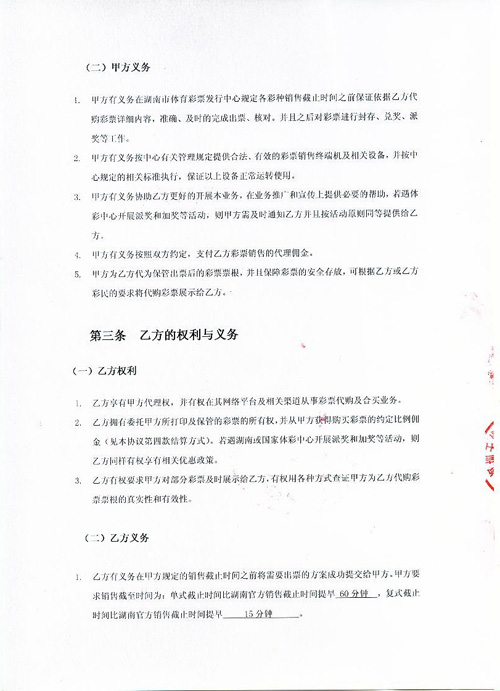 (二)甲方义务
1. 甲方有义务在湖南市体育彩票发行中心规定各彩种销售截止时间之前保证依据乙方代
购彩票详细内容,准确、及时的完成出票、核对。并且之后对彩票进行封存、兑奖、派
奖等工作。
2. 甲方有义务按中心有关管理规定提供合法、有效的彩票销售终端机及相关设备,并按中
心规定的相关标准执行,保证以上设备正常运转使用。
3. 甲方有义务协助乙方更好的开展本业务。在业务推广和宣传上提供必要的帮助,若遇体
彩中心开展派奖和加奖等活动,则甲方需及时通知乙方并且按活动原则同等提供给乙
方。
4. 甲方有义务按照双方约定,支付乙方彩票销售的代理佣金。
5. 甲方为乙方代为保管出票后的彩票票根,并且保障彩票的安全存放,可根据乙方或乙方
彩民的要求将代购彩票展示给乙方。
第三条 乙方的权利与义务
(一)乙方权利
1. 乙方享有甲方代理权,并有权在其网络平台及相关渠道从事彩票代购及合买业务。
2. 乙方拥有委托甲方所打印及保管的彩票的所有权,并从甲方获得购买彩票的约定比例佣
金(见本协议第四款结算方式)。若遇湖南或国家体彩中心开展派奖和加奖等活动,则
乙方同样有权享有相关优惠政策。
3. 乙方有权要求甲方对部分彩票及时展示给乙方,有权用各种方式查证甲方为乙方代购彩
票票根的真实性和有效性。
(二)乙方义务
1. 乙方有义务在甲方规定的销售截止时间之前将需要出票的方案成功提交给甲方。甲方要
求销售截至时间为:单式截止时间比湖南官方销售截止时间提早 60分钟 ,复式截止
时间比湖南官方销售截止时间提早 15分钟 。